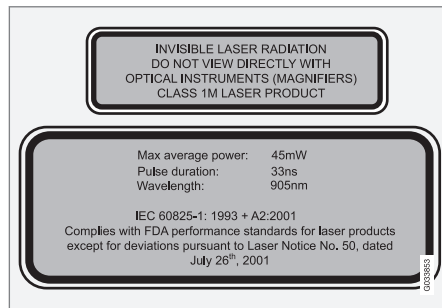 INVISIBLE LASER RADIATION
DO NOT VIEW DIRECTLY WITH
OPTICAL INSTRUMENTS (MAGNIFIERS)
CLASS 1M LASER PRODUCT
Max average power: 45mW
Pulse duration: 33ns
Wavelength: 905nm
IEC 60825-1: 1993 + A2:2001
Complies with FDA performance standards for laser products
except for deviations pursuant to Laser Notice No. 50, dated
July 26th, 2001
G033853